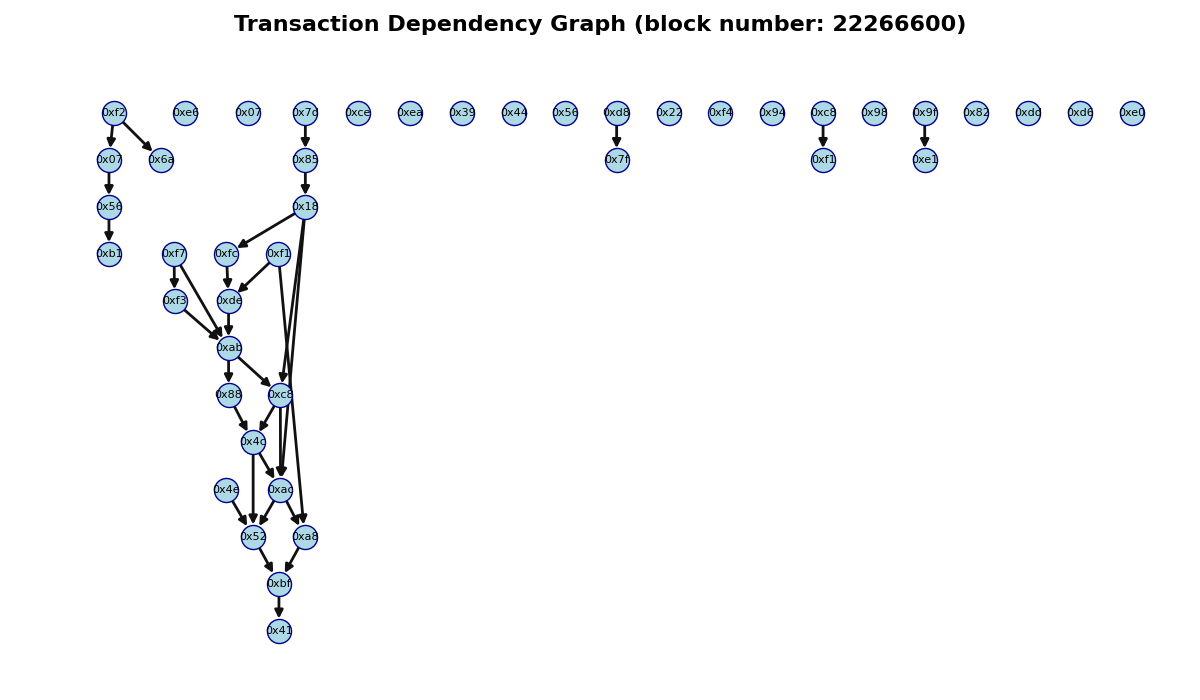 Transaction Dependency Graph (block number: 22266600)
0xf2 0xe6 0x07 0x7d 0xce 0xea 0x39 0x44 0x56 0xd8 0x22 0xf4 0x94 0xc8 0x98 0x9f 0x82 0xdd 0xd6 0xe0
0x07 0x6a 0x85 0x7f 0xf1 0xe1
0x56 0x18
0xb1 0xf7 0xfc 0xf1
0xf3 0xde
0xab
0x88 0xc8
0x4c
0x4e 0xac
0x52 0xa8
0xbf
0x41